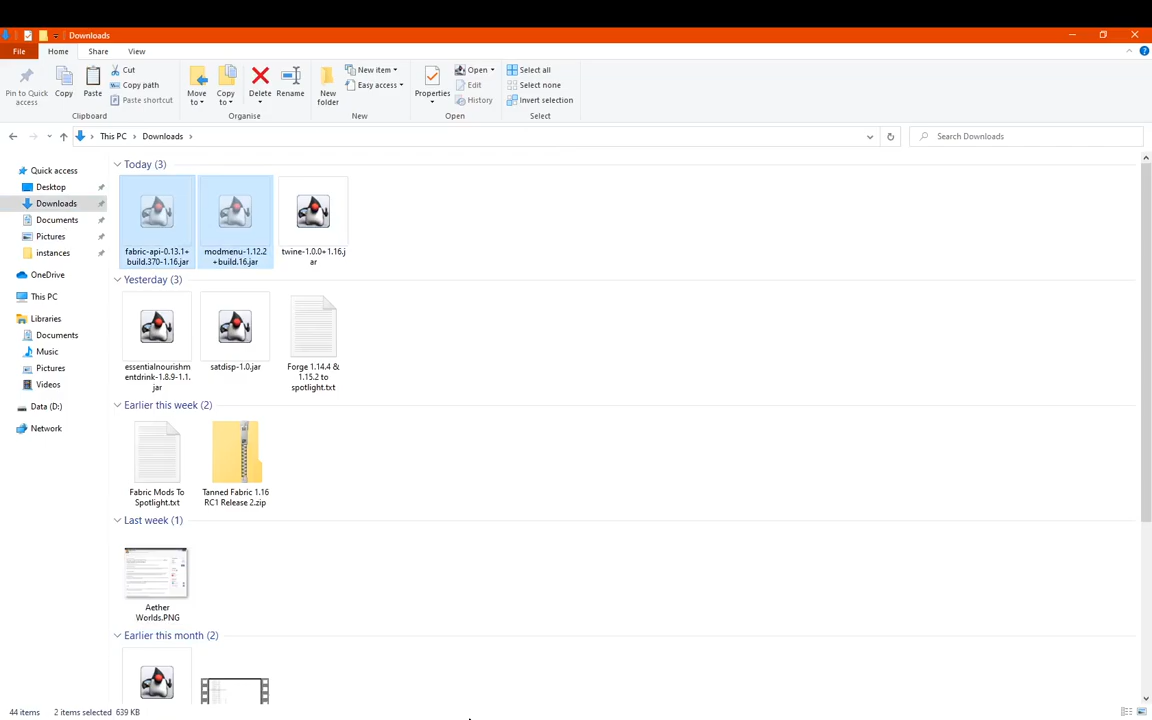 Downloads
File
Home
Share
View
Pin to Quick
access
Copy
Paste
Cut
Copy path
Paste shortcut
Clipboard
Move
to
Copy
to
Delete
Rename
Organise
New
folder
New item
Easy access
New
Properties
Open
Edit
History
Open
Select all
Select none
Invert selection
Select
This PC
Downloads
Search Downloads
Quick access
Desktop
Downloads
Documents
Pictures
instances
OneDrive
This PC
Libraries
Documents
Music
Pictures
Videos
Data (D:)
Network
Today (3)
fabric-api-0.13.1+
build.370-1.16.jar
modmenu-1.12.2
+build.16.jar
twine-1.0.0+1.16.j
ar
Yesterday (3)
essentialnourishm
entdrink-1.8.9-1.1.
jar
satdisp-1.0.jar
Forge 1.14.4 &
1.15.2 to
spotlight.txt
Earlier this week (2)
Fabric Mods To
Spotlight.txt
Tanned Fabric 1.16
RC1 Release 2.zip
Last week (1)
Aether
Worlds.PNG
Earlier this month (2)
44 items
2 items selected 639 KB